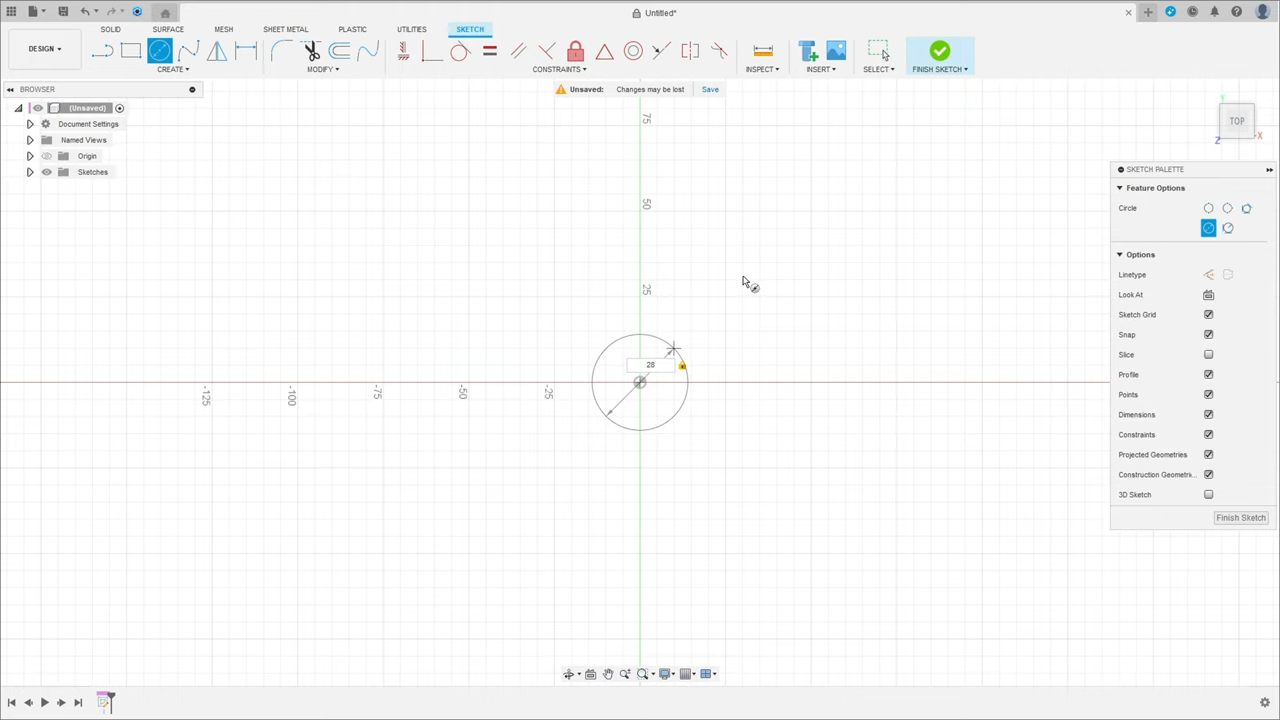 Untitled*
SOLID SURFACE MESH SHEET METAL PLASTIC UTILITIES SKETCH
DESIGN
CREATE MODIFY CONSTRAINTS INSPECT INSERT SELECT FINISH SKETCH
BROWSER
Unsaved: Changes may be lost Save
(Unsaved)
Document Settings
Named Views
Origin
Sketches
TOP
Y
X
Z
SKETCH PALETTE
Feature Options
Circle
Options
Linetype
Look At
Sketch Grid
Snap
Slice
Profile
Points
Dimensions
Constraints
Projected Geometries
Construction Geometri...
3D Sketch
Finish Sketch
75
50
25
28
-125
-100
-75
-50
-25